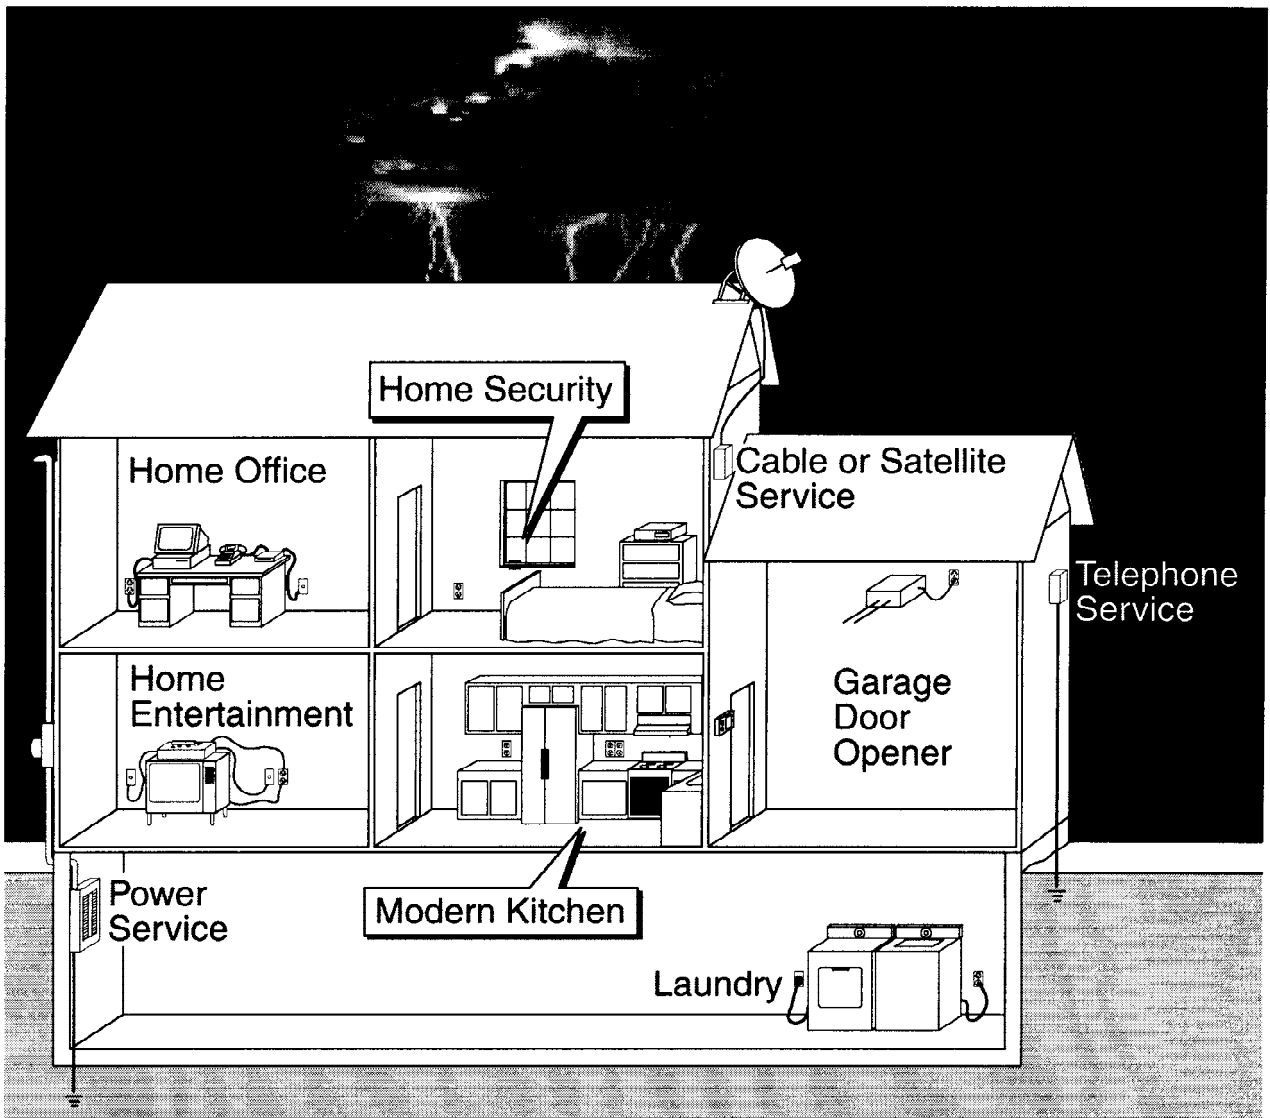 Home Security
Home Office
Cable or Satellite
Service
Telephone
Service
Home
Entertainment
Garage
Door
Opener
Power
Service
Modern Kitchen
Laundry